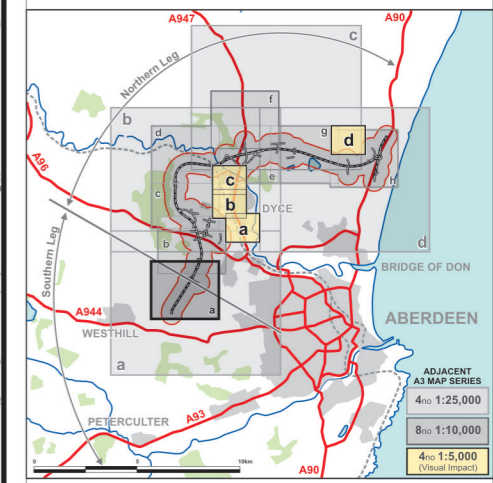 A947
A90
c
Northern Leg
f
b
d
g
d
A96
c
c
e
h
b
DYCE
a
b
j
d
Southern Leg
BRIDGE OF DON
A944
a
ABERDEEN
WESTHILL
a
ADJACENT
A3 MAP SERIES
4no 1:25,000
PETERCULTER
A93
8no 1:10,000
4no 1:5,000
(Visual Impact)
0 5 10km
A90